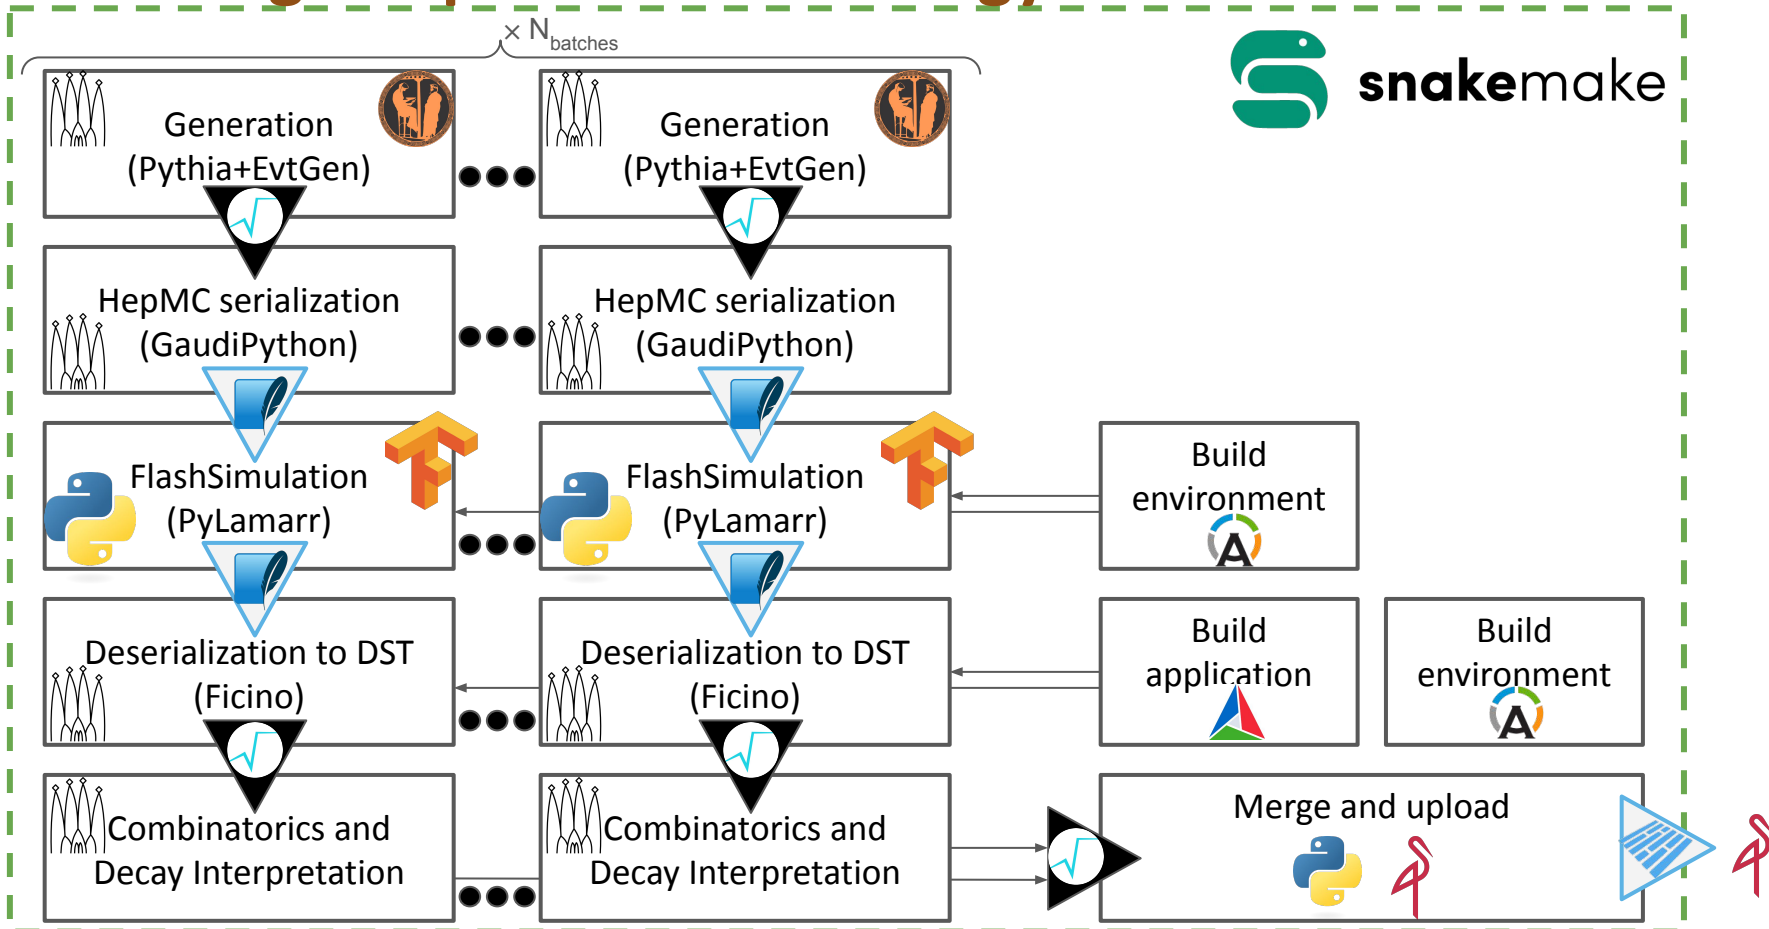 × N batches
snakemake
Generation
(Pythia+EvtGen)
Generation
(Pythia+EvtGen)
HepMC serialization
(GaudiPython)
HepMC serialization
(GaudiPython)
FlashSimulation
(PyLamarr)
FlashSimulation
(PyLamarr)
Build
environment
Deserialization to DST
(Ficino)
Deserialization to DST
(Ficino)
Build
application
Build
environment
Combinatorics and
Decay Interpretation
Combinatorics and
Decay Interpretation
Merge and upload